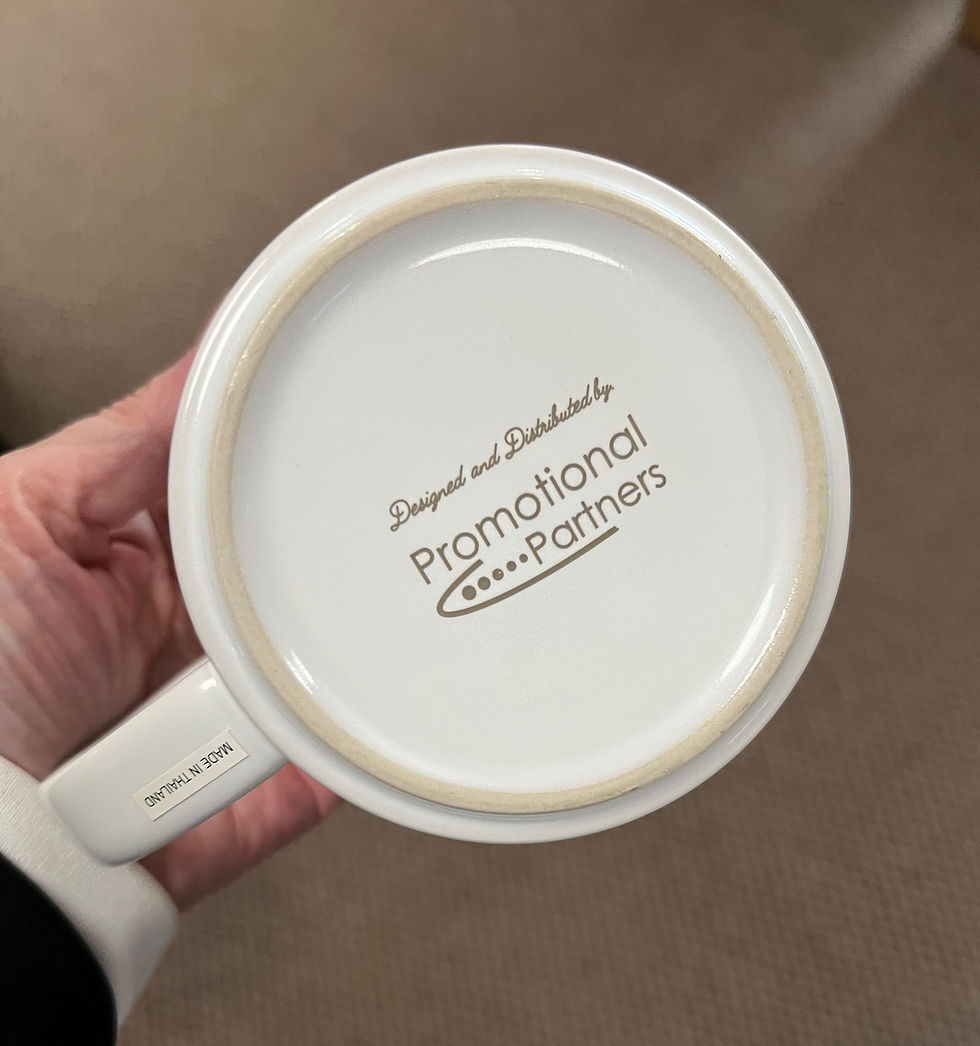 Designed and Distributed by:
Promotional
Partners
MADE IN THAILAND